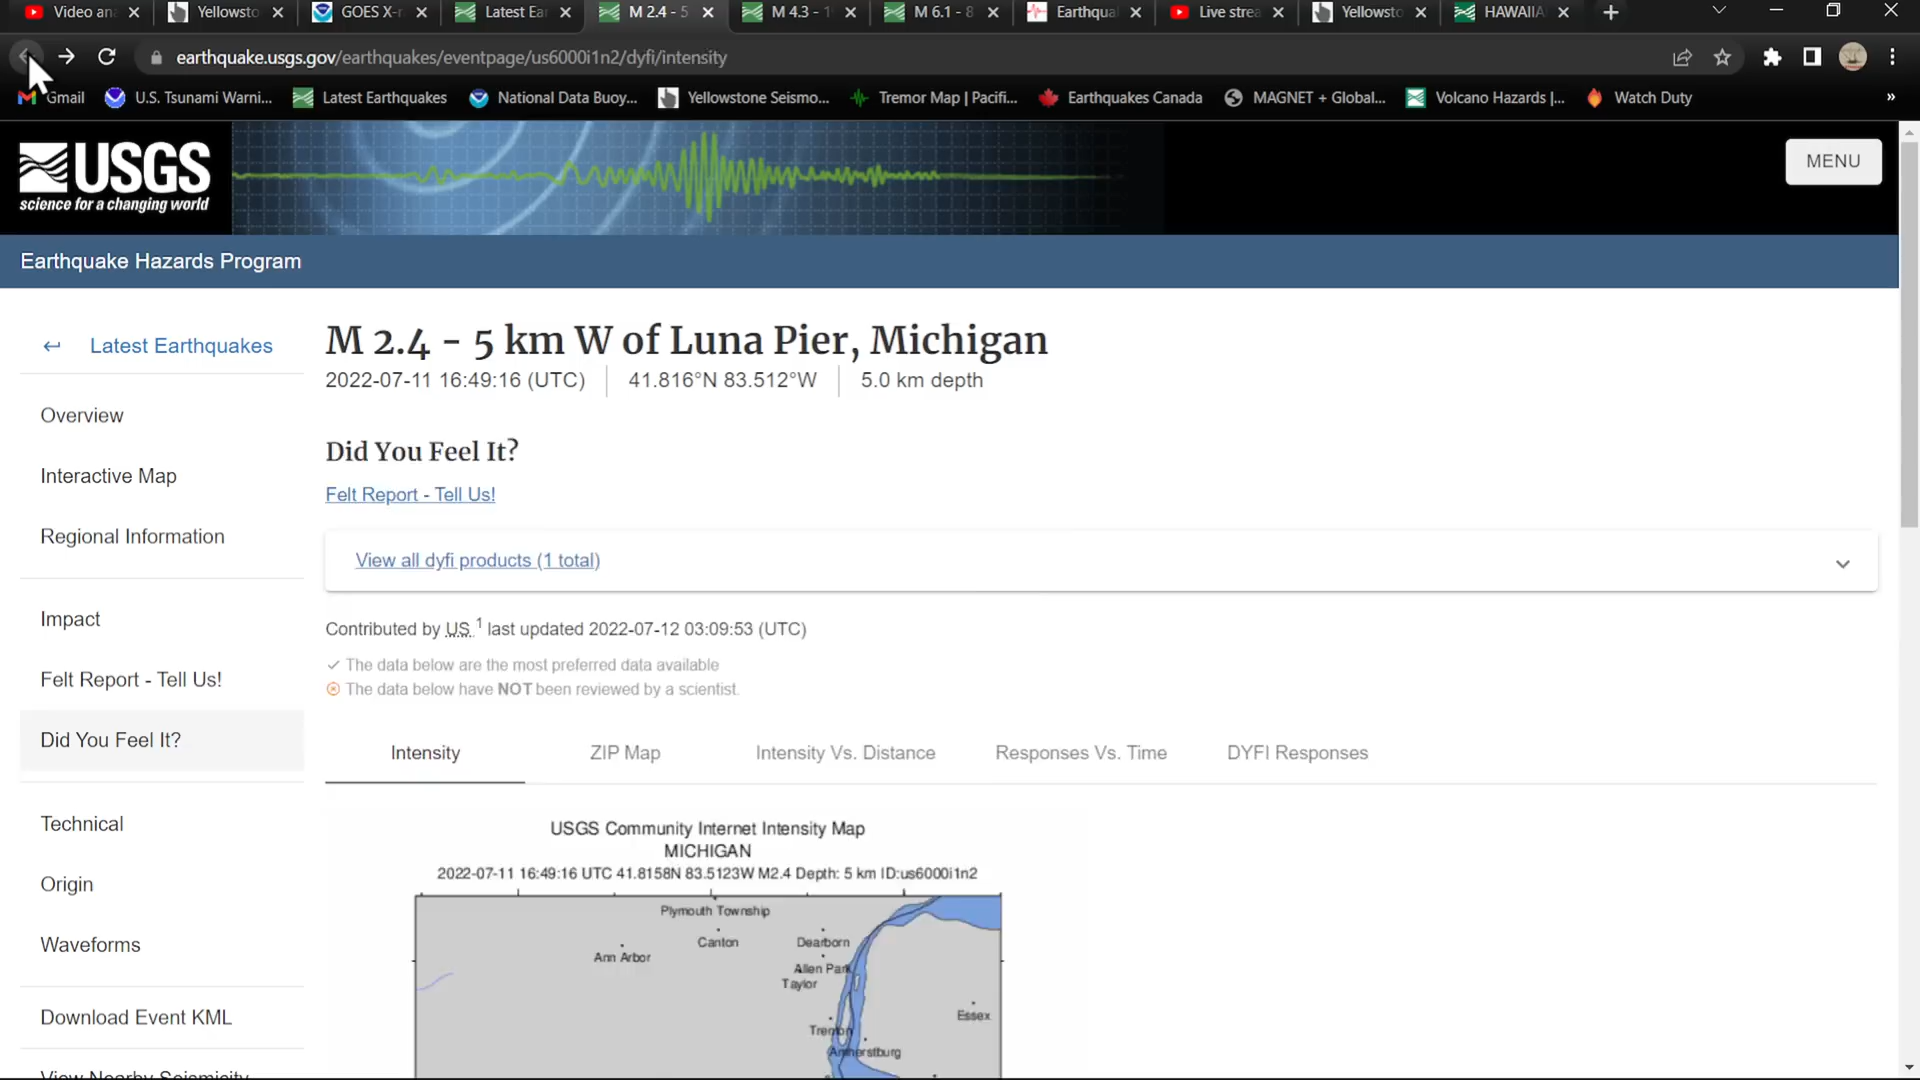 Video an
Yellowst
GOES X-r
Latest Ea
M 2.4 - 5
M 4.3 - 1
M 6.1 - 8
Earthqua
Live strea
Yellowsto
HAWAIIA
earthquake.usgs.gov/earthquakes/eventpage/us6000i1n2/dyfi/intensity
Gmail
U.S. Tsunami Warni...
Latest Earthquakes
National Data Buoy...
Yellowstone Seismo...
Tremor Map | Pacifi...
Earthquakes Canada
MAGNET + Global...
Volcano Hazards |...
Watch Duty
»
USGS
science for a changing world
MENU
Earthquake Hazards Program
Latest Earthquakes
Overview
Interactive Map
Regional Information
Impact
Felt Report - Tell Us!
Did You Feel It?
Technical
Origin
Waveforms
Download Event KML
View Nearby Seismicity
M 2.4 - 5 km W of Luna Pier, Michigan
2022-07-11 16:49:16 (UTC)
41.816°N 83.512°W
5.0 km depth
Did You Feel It?
Felt Report - Tell Us!
View all dyfi products (1 total)
Contributed by US 1 last updated 2022-07-12 03:09:53 (UTC)
The data below are the most preferred data available
The data below have NOT been reviewed by a scientist.
Intensity
ZIP Map
Intensity Vs. Distance
Responses Vs. Time
DYFI Responses
USGS Community Internet Intensity Map
MICHIGAN
2022-07-11 16:49:16 UTC 41.8158N 83.5123W M2.4 Depth: 5 km ID:us6000i1n2
Plymouth Township
Canton
Dearborn
Ann Arbor
Allen Park
Taylor
Essex
Trenton
Amherstburg